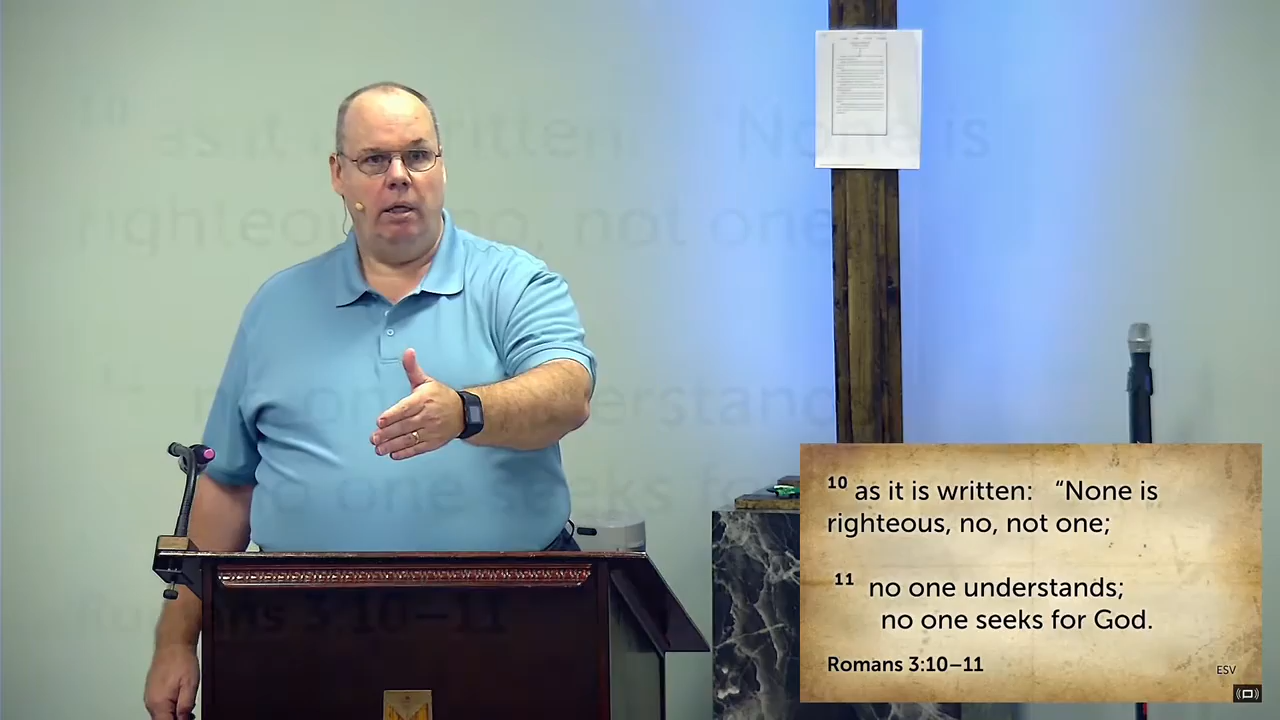 10 as it is written: “None is
righteous, no, not one;
11 no one understands;
no one seeks for God.
Romans 3:10–11
ESV